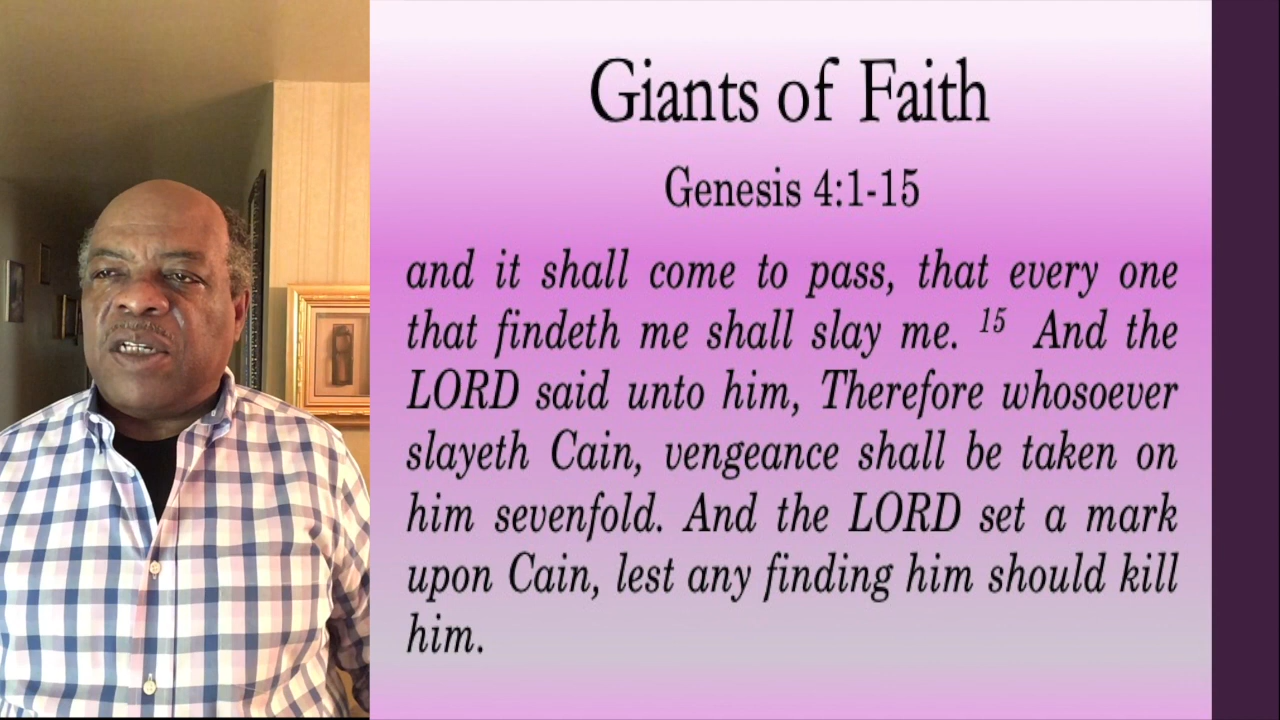 Giants of Faith
Genesis 4:1-15
and it shall come to pass, that every one
that findeth me shall slay me. 15 And the
LORD said unto him, Therefore whosoever
slayeth Cain, vengeance shall be taken on
him sevenfold. And the LORD set a mark
upon Cain, lest any finding him should kill
him.